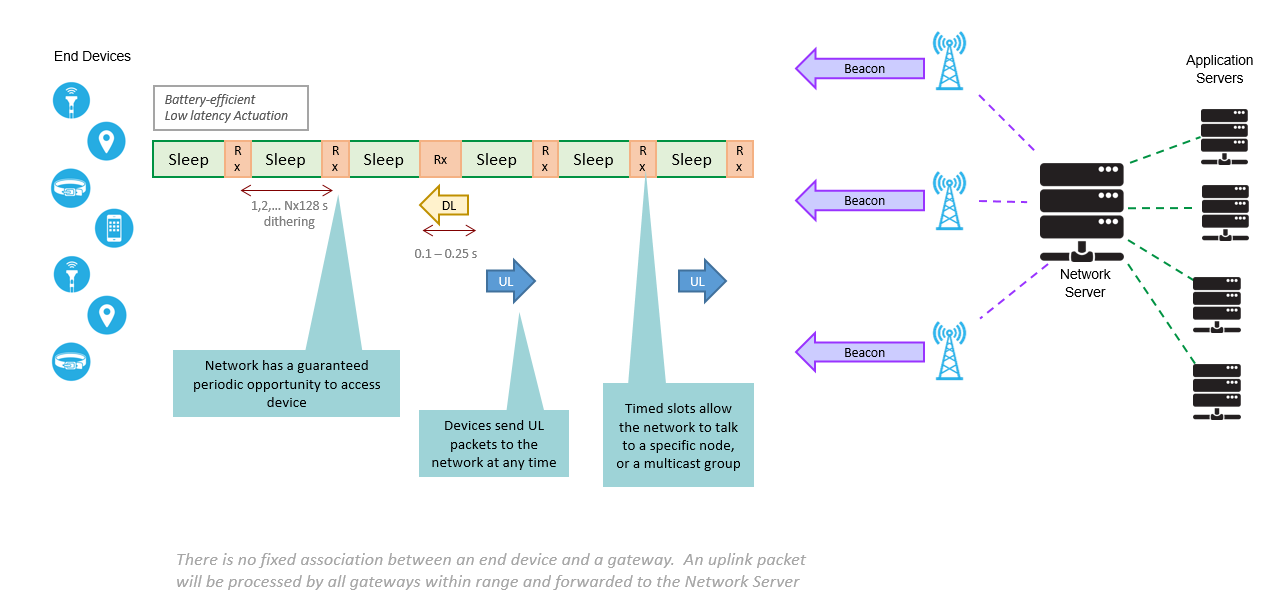 End Devices
Battery-efficient
Low latency Actuation
Sleep
R
x
Sleep
R
x
Sleep
Rx
Sleep
R
x
Sleep
R
x
Sleep
R
x
1,2,... Nx128 s
dithering
DL
0.1 – 0.25 s
UL
UL
Network has a guaranteed
periodic opportunity to access
device
Devices send UL
packets to the
network at any time
Timed slots allow
the network to talk
to a specific node,
or a multicast group
Beacon
Beacon
Beacon
Network
Server
Application
Servers
There is no fixed association between an end device and a gateway.  An uplink packet
will be processed by all gateways within range and forwarded to the Network Server